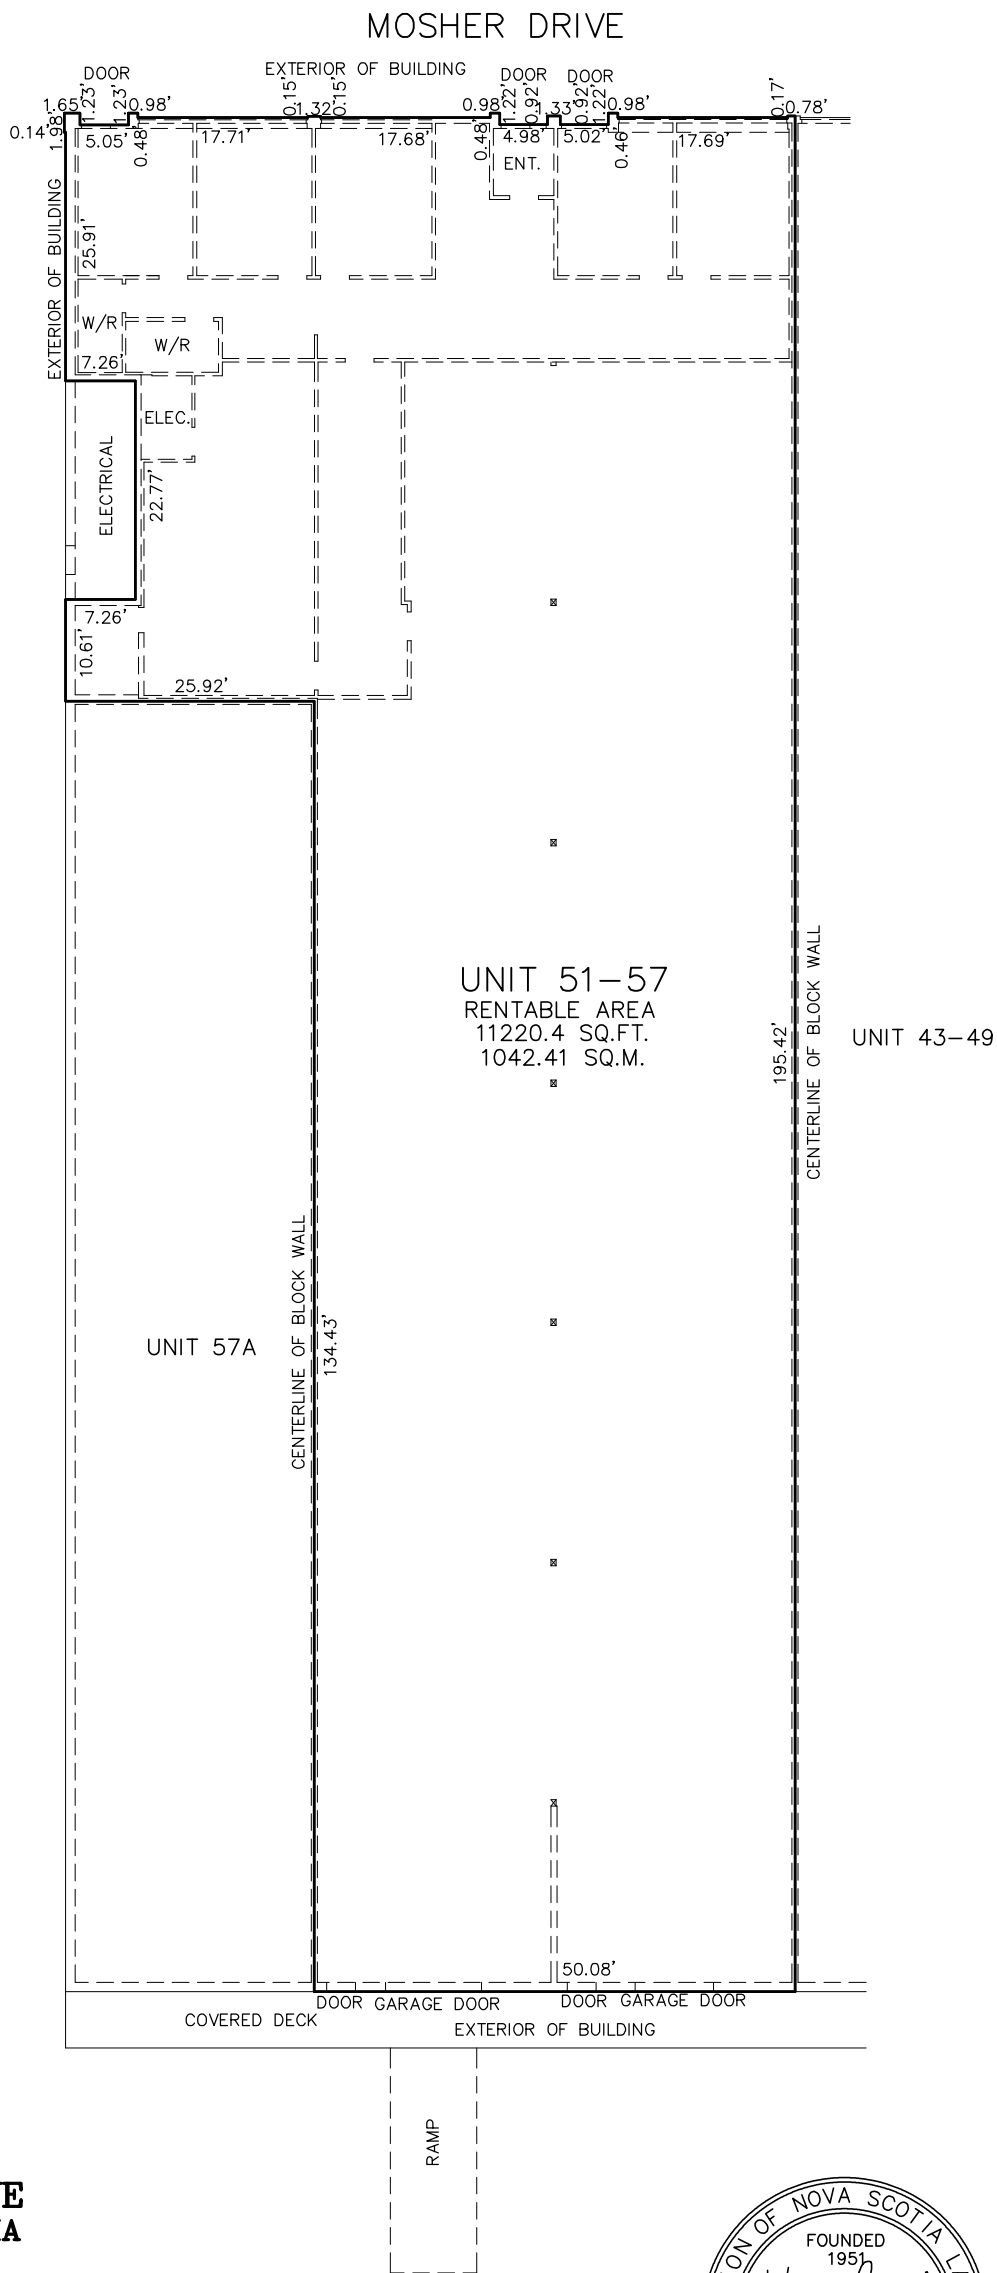 MOSHER DRIVE
EXTERIOR OF BUILDING
DOOR
DOOR
DOOR
1.65'
1.23'
1.23'
0.98'
0.15'
1.32'
0.15'
0.98'
1.22'
0.92'
1.33'
0.92'
1.22'
0.98'
0.17'
0.78'
0.14'
1.98'
5.05'
0.48'
17.71'
17.68'
0.48'
4.98'
5.02'
0.46'
17.69'
ENT.
EXTERIOR OF BUILDING
25.91'
W/R
W/R
7.26'
ELEC.
ELECTRICAL
22.77'
7.26'
10.61'
25.92'
UNIT 51-57
RENTABLE AREA
11220.4 SQ.FT.
1042.41 SQ.M.
195.42'
CENTERLINE OF BLOCK WALL
UNIT 43-49
CENTERLINE OF BLOCK WALL
134.43'
UNIT 57A
50.08'
DOOR
GARAGE DOOR
DOOR
GARAGE DOOR
COVERED DECK
EXTERIOR OF BUILDING
RAMP
E
A
ON OF NOVA SCOTIA L
FOUNDED
1951